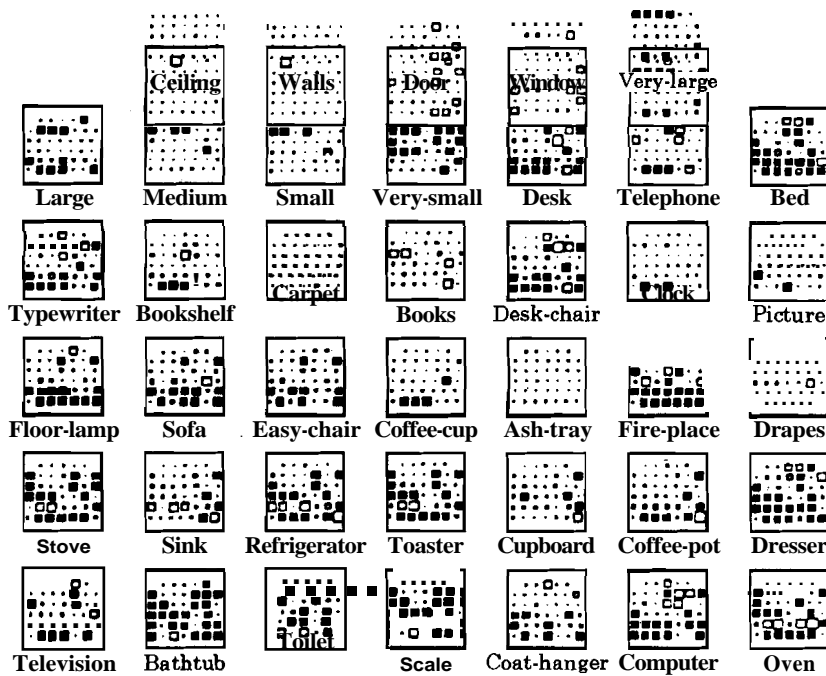 Ceiling Walls Door Window Very-large
Large Medium Small Very-small Desk Telephone Bed
Typewriter Bookshelf Carpet Books Desk-chair Clock Picture
Floor-lamp Sofa Easy-chair Coffee-cup Ash-tray Fire-place Drapes
Stove Sink Refrigerator Toaster Cupboard Coffee-pot Dresser
Television Bathtub Toilet Scale Coat-hanger Computer Oven